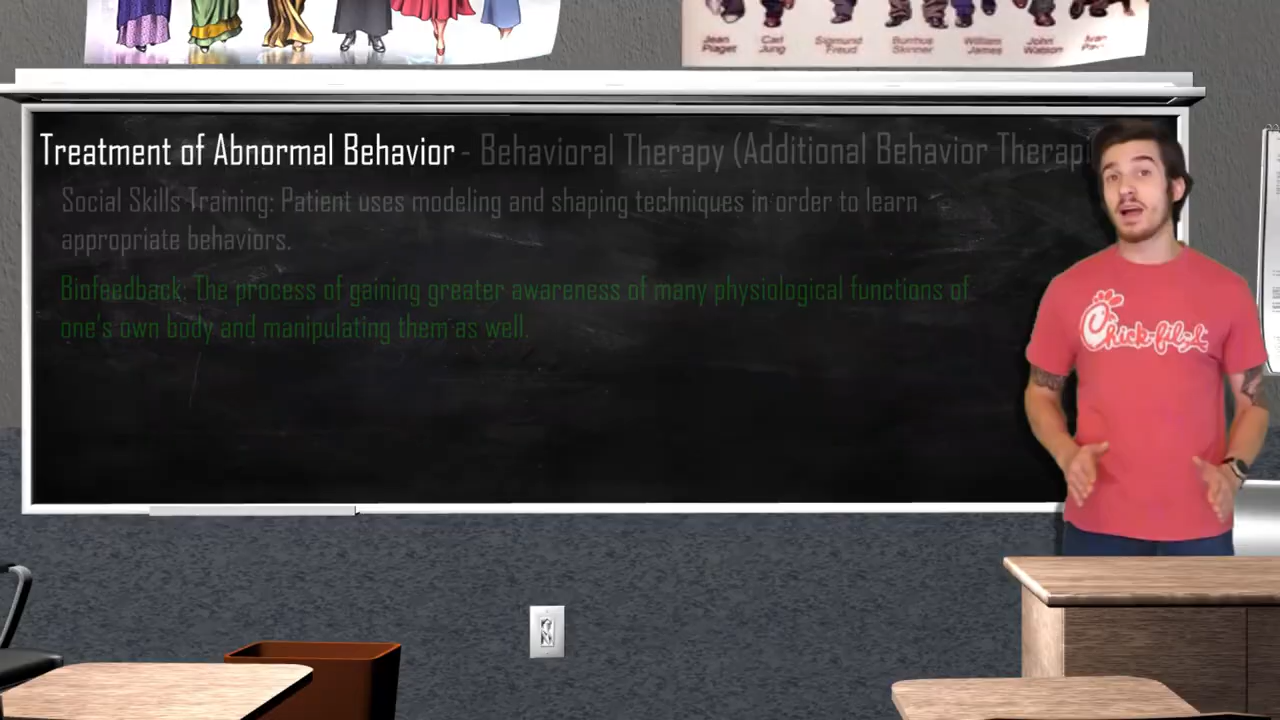 Jean Piaget
Carl Jung
Sigmund Freud
Burrhus Skinner
William James
John Watson
Ivan
Treatment of Abnormal Behavior - Behavioral Therapy (Additional Behavior Therapi
Social Skills Training: Patient uses modeling and shaping techniques in order to learn
appropriate behaviors.
Biofeedback: The process of gaining greater awareness of many physiological functions of
one's own body and manipulating them as well.
Chick-fil-A